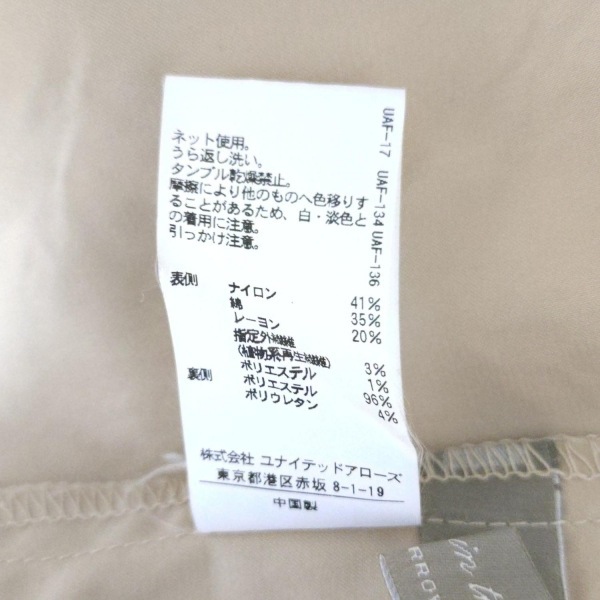 UAF-17 UAF-134 UAF-136
ネット使用。
うら返し洗い。
タンブル乾燥禁止。
摩擦により他のものへ色移りす
ることがあるため、白・淡色と
の着用に注意。
引っかけ注意。
表側 ナイロン 41%
綿 35%
レーヨン 20%
指定外繊維
(植物系再生繊維) 3%
ポリエステル 1%
裏側 ポリエステル 96%
ポリウレタン 4%
株式会社 ユナイテッドアローズ
東京都港区赤坂 8-1-19
中国製
in t
RROW